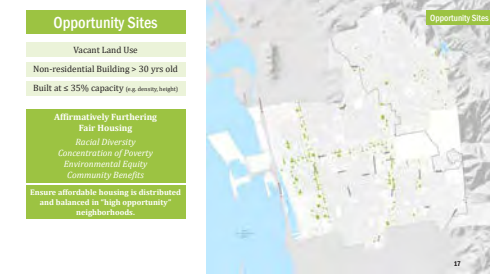 Opportunity Sites
Vacant Land Use
Non-residential Building > 30 yrs old
Built at ≤ 35% capacity (e.g. density, height)
Affirmatively Furthering
Fair Housing
Racial Diversity
Concentration of Poverty
Environmental Equity
Community Benefits
Ensure affordable housing is distributed
and balanced in "high opportunity"
neighborhoods.
Opportunity Sites
17